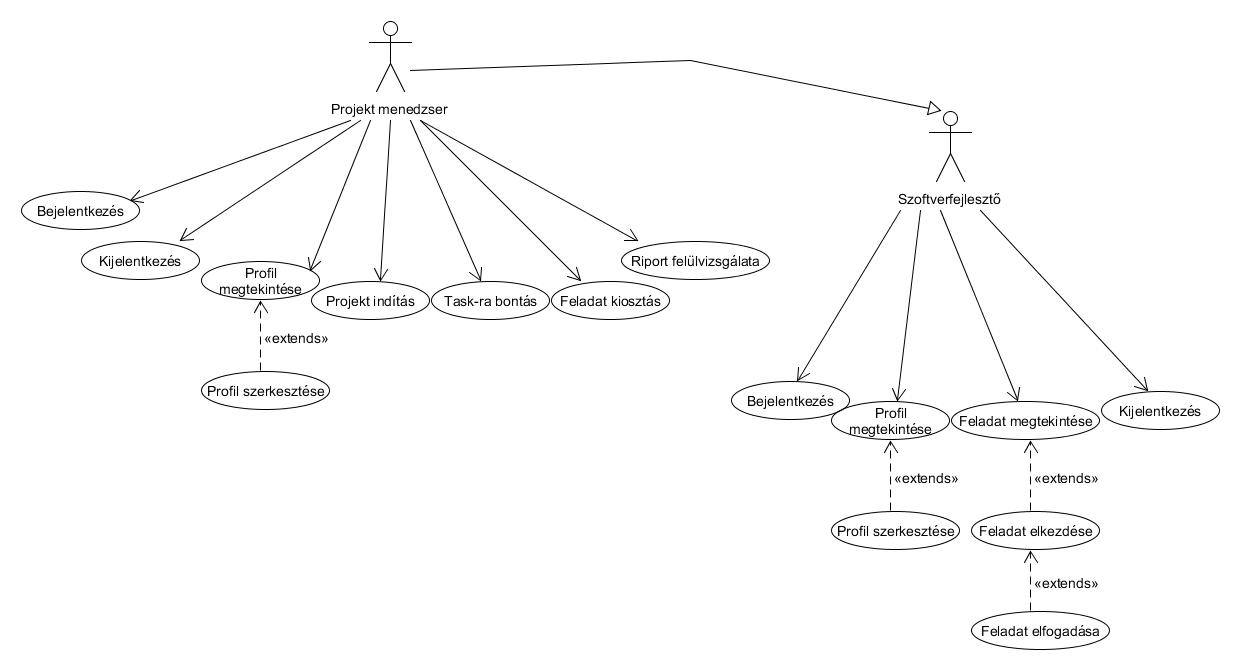 Projekt menedzser
Szoftverfejlesztő
Bejelentkezés
Kijelentkezés
Profil
megtekintése
Projekt indítás
Task-ra bontás
Feladat kiosztás
Riport felülvizsgálata
«extends»
Profil szerkesztése
Bejelentkezés
Profil
megtekintése
Feladat megtekintése
Kijelentkezés
«extends»
«extends»
Profil szerkesztése
Feladat elkezdése
«extends»
Feladat elfogadása